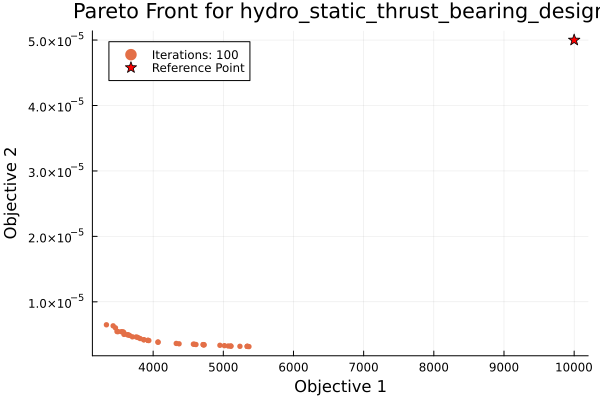 Pareto Front for hydro_static_thrust_bearing_design
Iterations: 100
Reference Point
5.0×10⁻⁵
4.0×10⁻⁵
3.0×10⁻⁵
2.0×10⁻⁵
1.0×10⁻⁵
Objective 2
4000 5000 6000 7000 8000 9000 10000
Objective 1